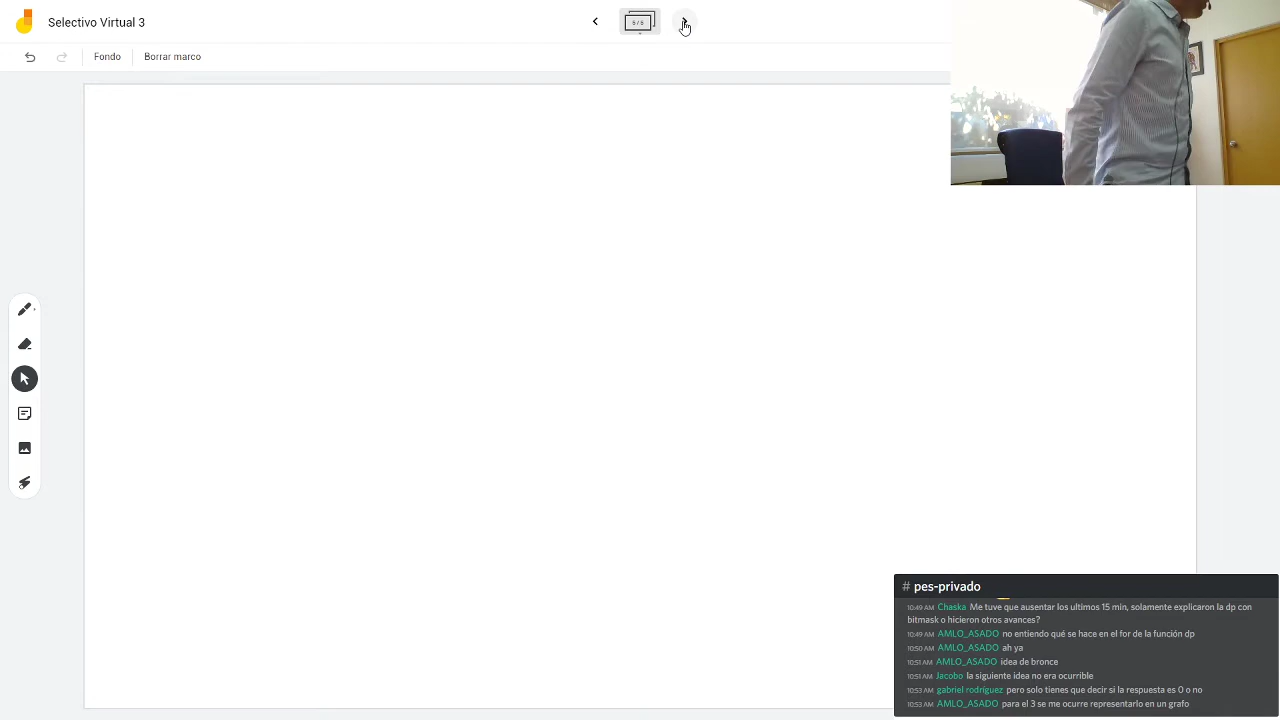 Selectivo Virtual 3
Fondo
Borrar marco
# pes-privado
10:49 AM Chaska Me tuve que ausentar los ultimos 15 min, solamente explicaron la dp con
bitmask o hicieron otros avances?
10:49 AM AMLO_ASADO no entiendo qué se hace en el for de la función dp
10:50 AM AMLO_ASADO ah ya
10:51 AM AMLO_ASADO idea de bronce
10:51 AM Jacobo la siguiente idea no era ocurrible
10:53 AM gabriel rodríguez pero solo tienes que decir si la respuesta es 0 o no
10:53 AM AMLO_ASADO para el 3 se me ocurre representarlo en un grafo